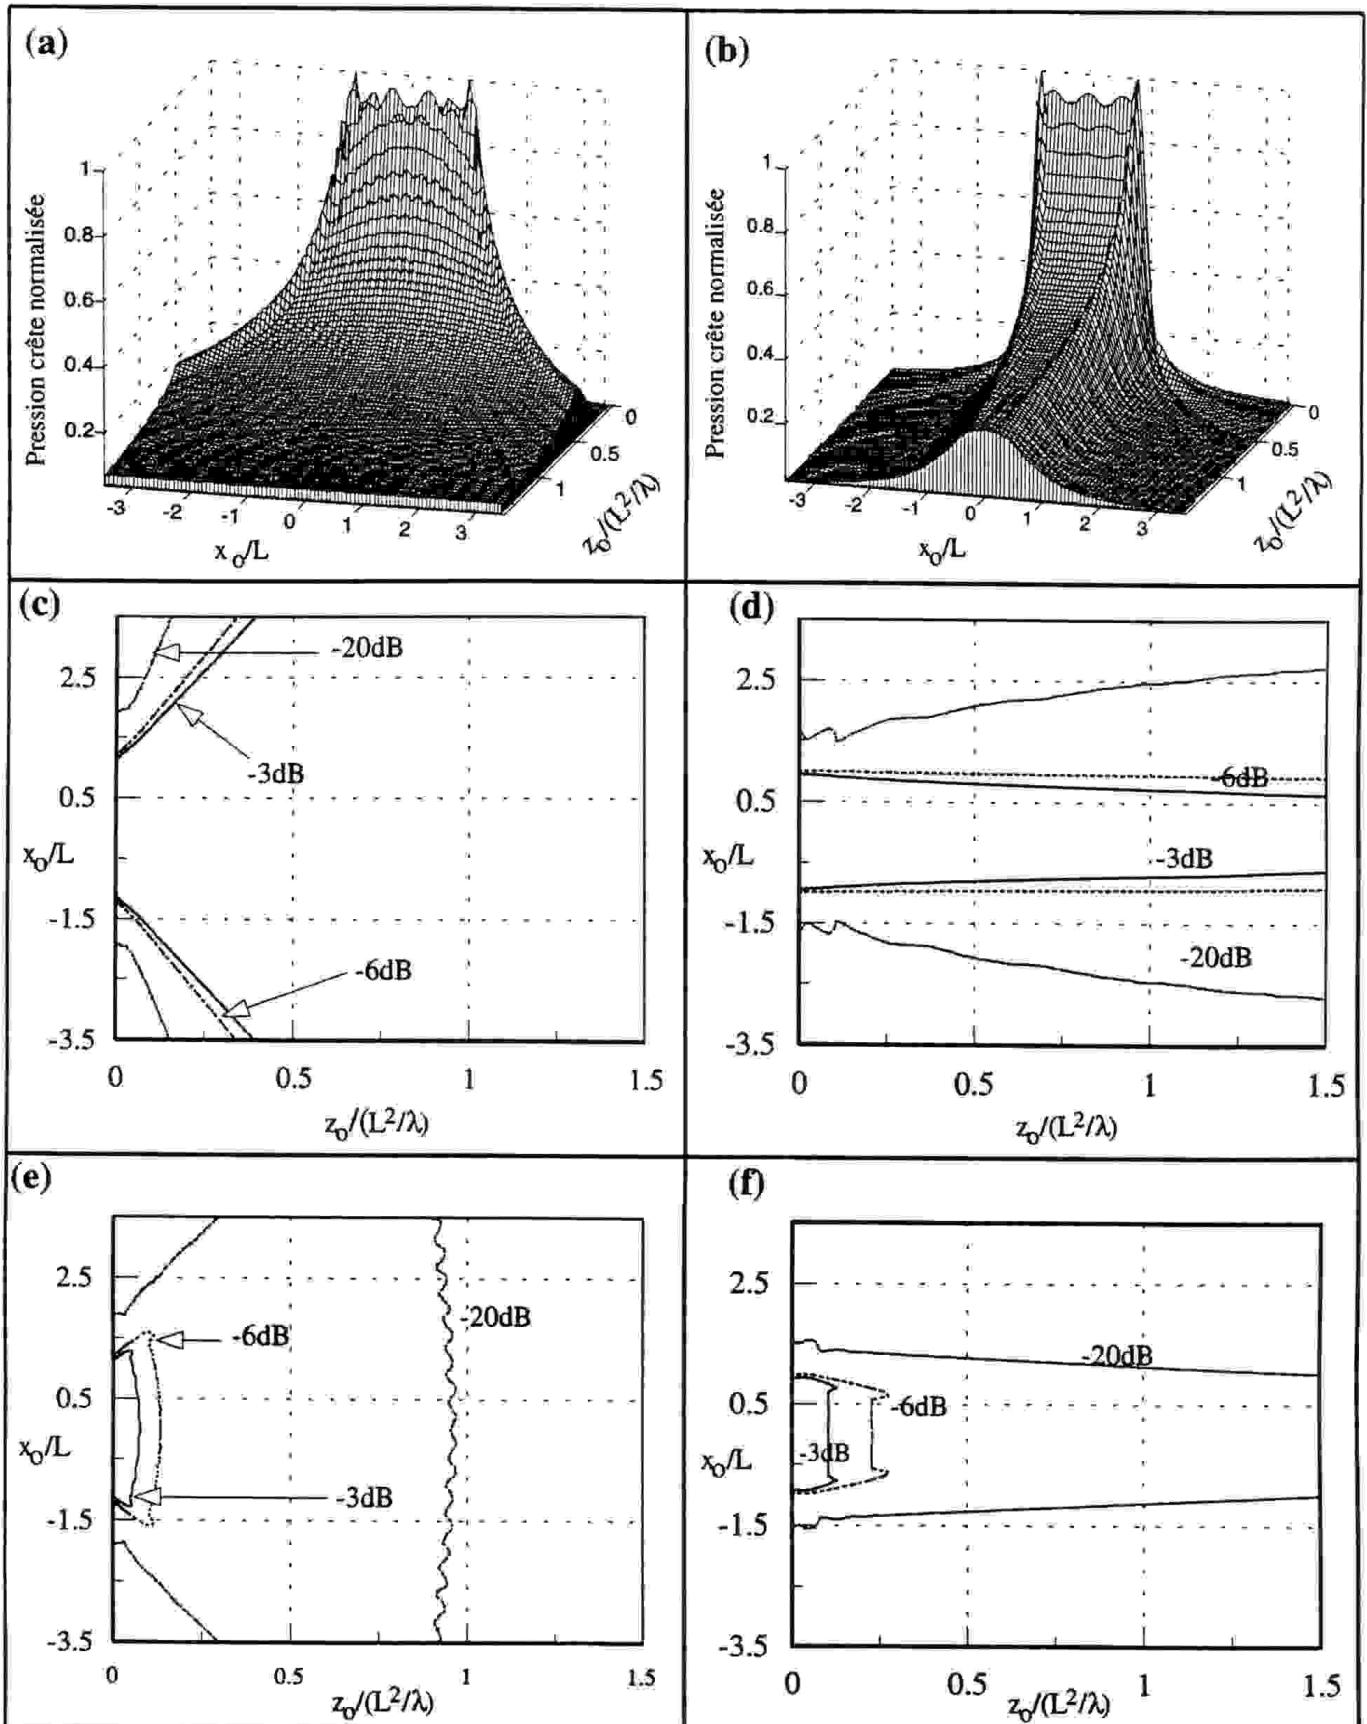 (a)
Pression crête normalisée
1
0.8
0.6
0.4
0.2
-3
-2
-1
0
1
2
3
x₀/L
0
0.5
1
z₀/(L²/λ)
(b)
Pression crête normalisée
1
0.8
0.6
0.4
0.2
-3
-2
-1
0
1
2
3
x₀/L
0
0.5
1
z₀/(L²/λ)
(c)
-20dB
2.5
-3dB
0.5
x₀/L
-1.5
-6dB
-3.5
0
0.5
1
1.5
z₀/(L²/λ)
(d)
2.5
-6dB
0.5
x₀/L
-3dB
-1.5
-20dB
-3.5
0
0.5
1
1.5
z₀/(L²/λ)
(e)
2.5
-20dB
-6dB
0.5
x₀/L
-3dB
-1.5
-3.5
0
0.5
1
1.5
z₀/(L²/λ)
(f)
2.5
-20dB
0.5
-6dB
-3dB
x₀/L
-1.5
-3.5
0
0.5
1
1.5
z₀/(L²/λ)